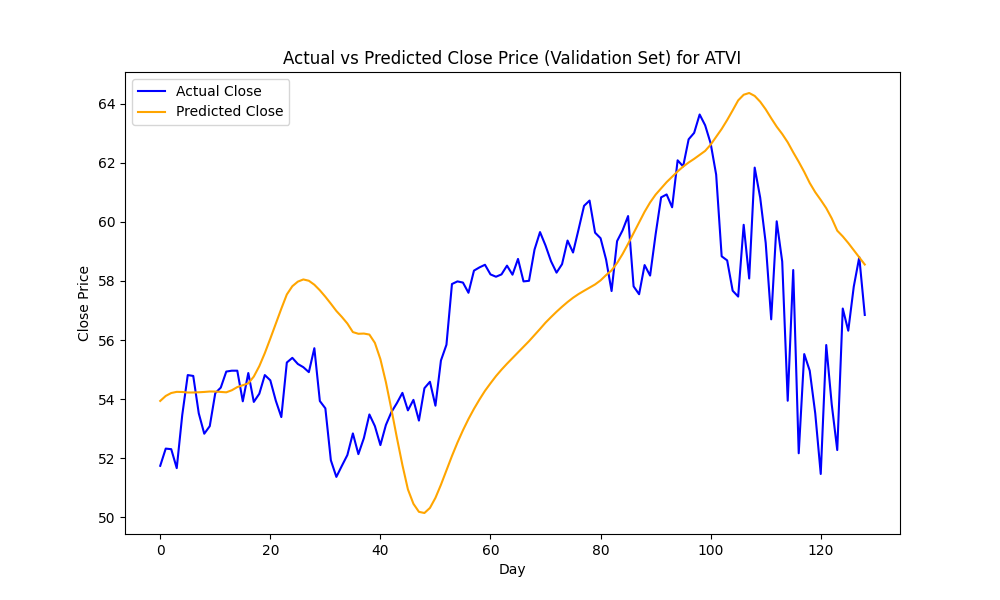 Actual vs Predicted Close Price (Validation Set) for ATVI
Actual Close
Predicted Close
Close Price
64
62
60
58
56
54
52
50
0 20 40 60 80 100 120
Day